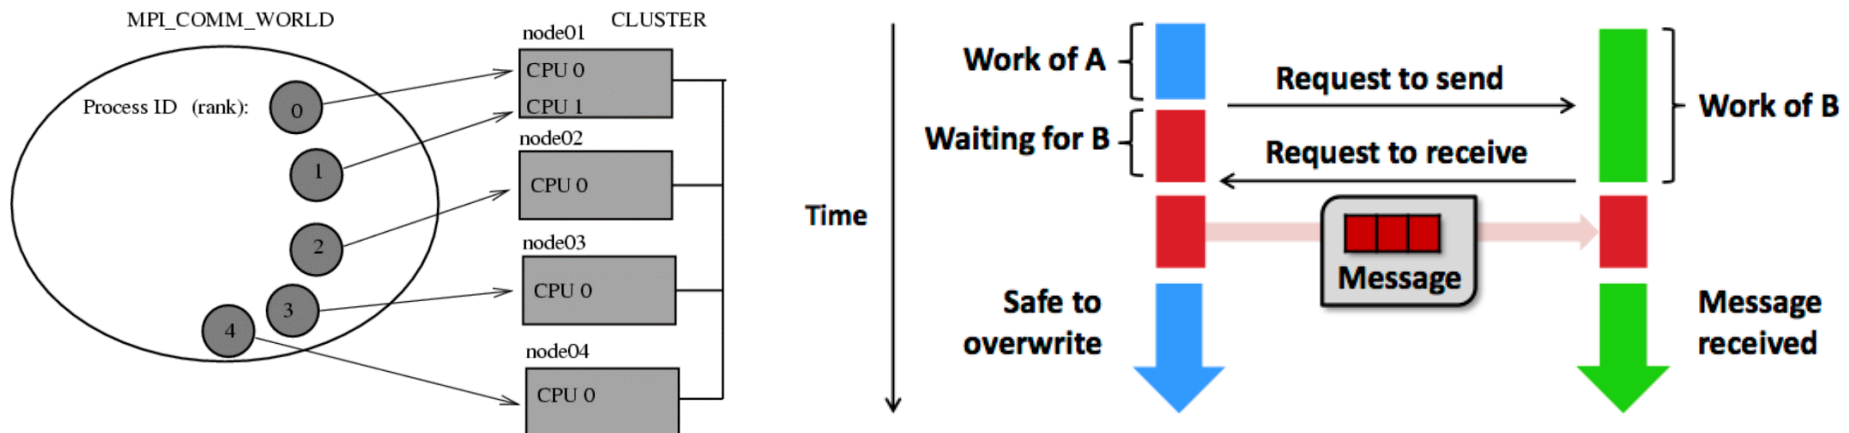 MPI_COMM_WORLD
CLUSTER
Process ID (rank):
0
1
2
3
4
node01
CPU 0
CPU 1
node02
CPU 0
node03
CPU 0
node04
CPU 0
Time
Work of A
Waiting for B
Request to send
Request to receive
Work of B
Message
Safe to
overwrite
Message
received